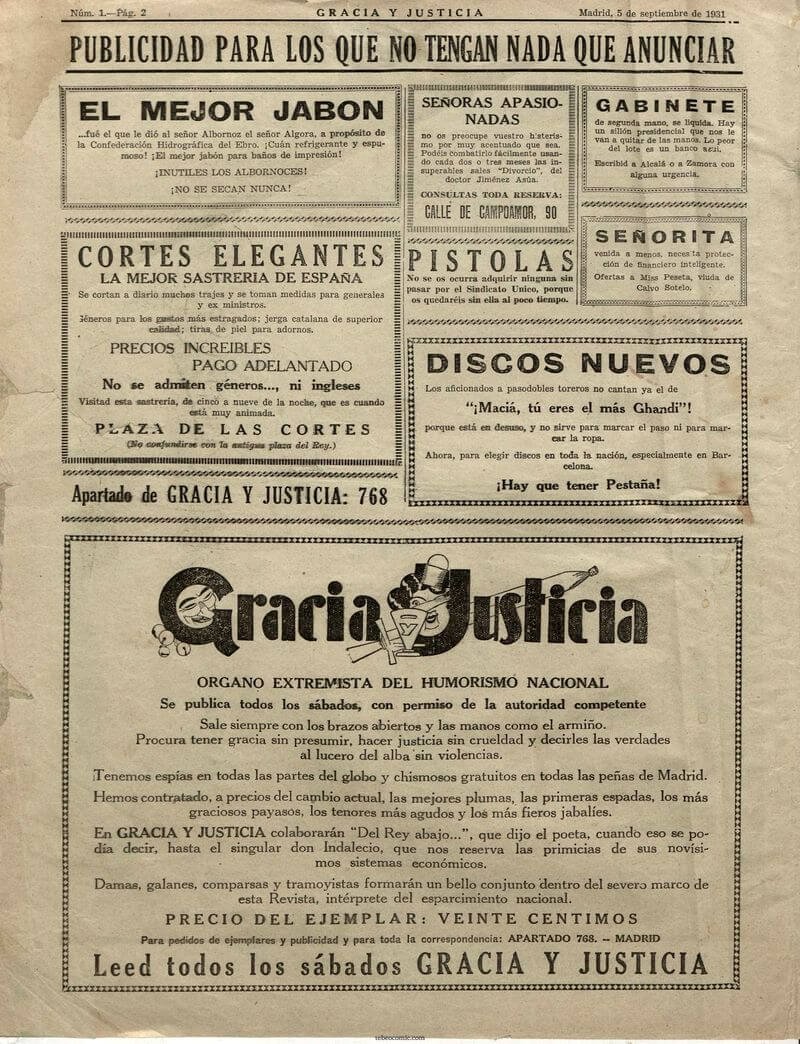 Núm. 1.—Pág. 2
GRACIA Y JUSTICIA
Madrid, 5 de septiembre de 1931
PUBLICIDAD PARA LOS QUE NO TENGAN NADA QUE ANUNCIAR
EL MEJOR JABON
...fué el que le dió al señor Albornoz el señor Algora, a propósito de
la Confederación Hidrográfica del Ebro. ¡Cuán refrigerante y espu-
moso! ¡El mejor jabón para baños de impresión!
¡INUTILES LOS ALBORNOCES!
¡NO SE SECAN NUNCA!
CORTES ELEGANTES
LA MEJOR SASTRERIA DE ESPAÑA
Se cortan a diario muchos trajes y se toman medidas para generales
y ex ministros.
Géneros para los gustos más estragados; jerga catalana de superior
calidad; tiras de piel para adornos.
PRECIOS INCREIBLES
PAGO ADELANTADO
No se admiten géneros..., ni ingleses
Visitad esta sastrería, de cinco a nueve de la noche, que es cuando
está muy animada.
PLAZA DE LAS CORTES
(No confundirse con la antigua plaza del Rey.)
Apartado de GRACIA Y JUSTICIA: 768
SEÑORAS APASIO-
NADAS
no os preocupe vuestro histeris-
mo por muy acentuado que sea.
Podéis combatirlo fácilmente usan-
do cada dos o tres meses las in-
superables sales "Divorcio", del
doctor Jiménez Asúa.
CONSULTAS TODA RESERVA:
CALLE DE CAMPOAMOR, 90
PISTOLAS
No se os ocurra adquirir ninguna sin
pasar por el Sindicato Unico, porque
os quedaréis sin ella al poco tiempo.
GABINETE
de segunda mano, se liquida. Hay
un sillón presidencial que nos le
van a quitar de las manos. Lo peor
del lote es un banco azul.
Escribid a Alcalá o a Zamora con
alguna urgencia.
SEÑORITA
venida a menos, necesita protec-
ción de financiero inteligente.
Ofertas a Miss Peseta, viuda de
Calvo Sotelo.
DISCOS NUEVOS
Los aficionados a pasodobles toreros no cantan ya el de
"¡Maciá, tú eres el más Ghandi"!
porque está en desuso, y no sirve para marcar el paso ni para mar-
car la ropa.
Ahora, para elegir discos en toda la nación, especialmente en Bar-
celona.
¡Hay que tener Pestaña!
Gracia y Justicia
ORGANO EXTREMISTA DEL HUMORISMO NACIONAL
Se publica todos los sábados, con permiso de la autoridad competente
Sale siempre con los brazos abiertos y las manos como el armiño.
Procura tener gracia sin presumir, hacer justicia sin crueldad y decirles las verdades
al lucero del alba sin violencias.
Tenemos espías en todas las partes del globo y chismosos gratuitos en todas las peñas de Madrid.
Hemos contratado, a precios del cambio actual, las mejores plumas, las primeras espadas, los más
graciosos payasos, los tenores más agudos y los más fieros jabalíes.
En GRACIA Y JUSTICIA colaborarán "Del Rey abajo...", que dijo el poeta, cuando eso se po-
día decir, hasta el singular don Indalecio, que nos reserva las primicias de sus novísi-
mos sistemas económicos.
Damas, galanes, comparsas y tramoyistas formarán un bello conjunto dentro del severo marco de
esta Revista, intérprete del esparcimiento nacional.
PRECIO DEL EJEMPLAR: VEINTE CENTIMOS
Para pedidos de ejemplares y publicidad y para toda la correspondencia: APARTADO 768. -- MADRID
Leed todos los sábados GRACIA Y JUSTICIA
tebeocomic.com